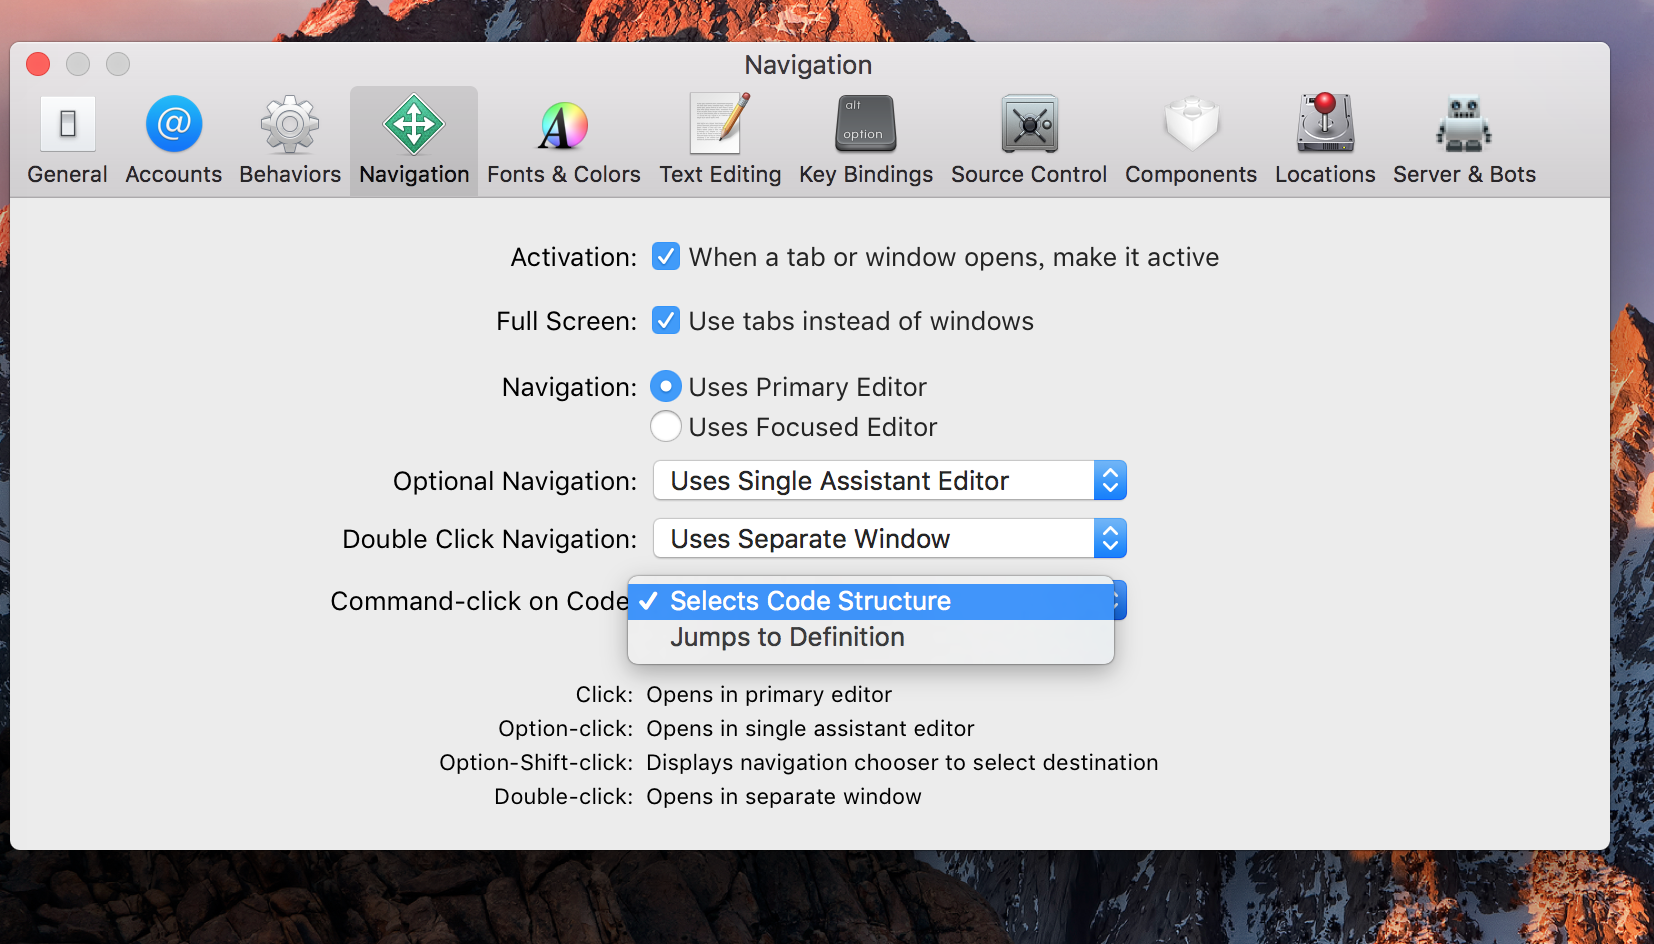 Navigation
@
alt
option
General Accounts Behaviors Navigation Fonts & Colors Text Editing Key Bindings Source Control Components Locations Server & Bots
Activation: When a tab or window opens, make it active
Full Screen: Use tabs instead of windows
Navigation: Uses Primary Editor
Uses Focused Editor
Optional Navigation: Uses Single Assistant Editor
Double Click Navigation: Uses Separate Window
Command-click on Code ✓ Selects Code Structure
Jumps to Definition
Click: Opens in primary editor
Option-click: Opens in single assistant editor
Option-Shift-click: Displays navigation chooser to select destination
Double-click: Opens in separate window